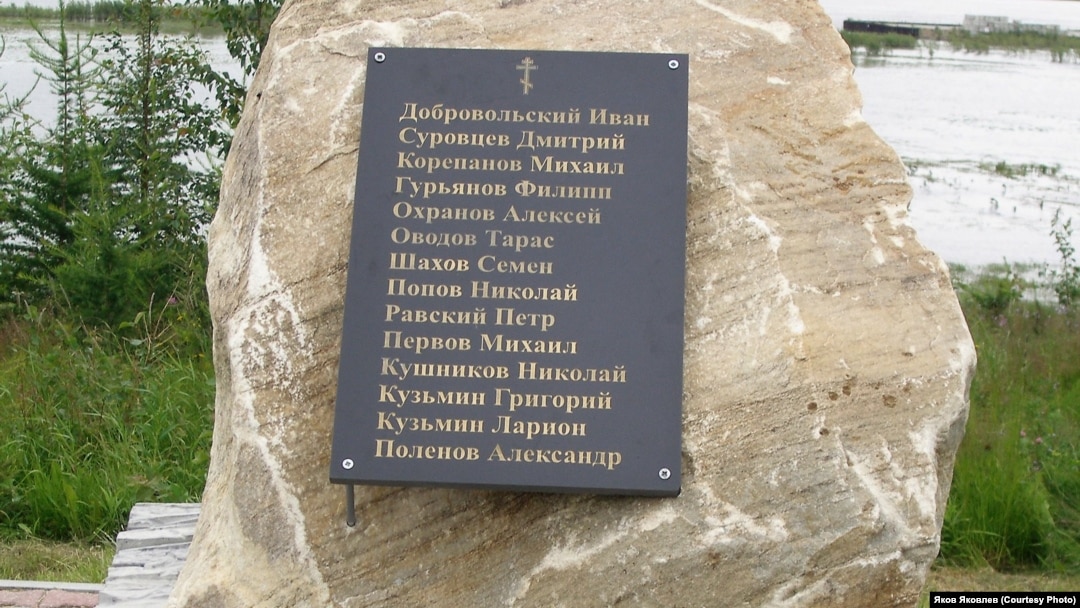 Добровольский Иван
Суровцев Дмитрий
Корепанов Михаил
Гурьянов Филипп
Охранов Алексей
Оводов Тарас
Шахов Семен
Попов Николай
Равский Петр
Первов Михаил
Кушников Николай
Кузьмин Григорий
Кузьмин Ларион
Поленов Александр
Яков Яковлев (Courtesy Photo)